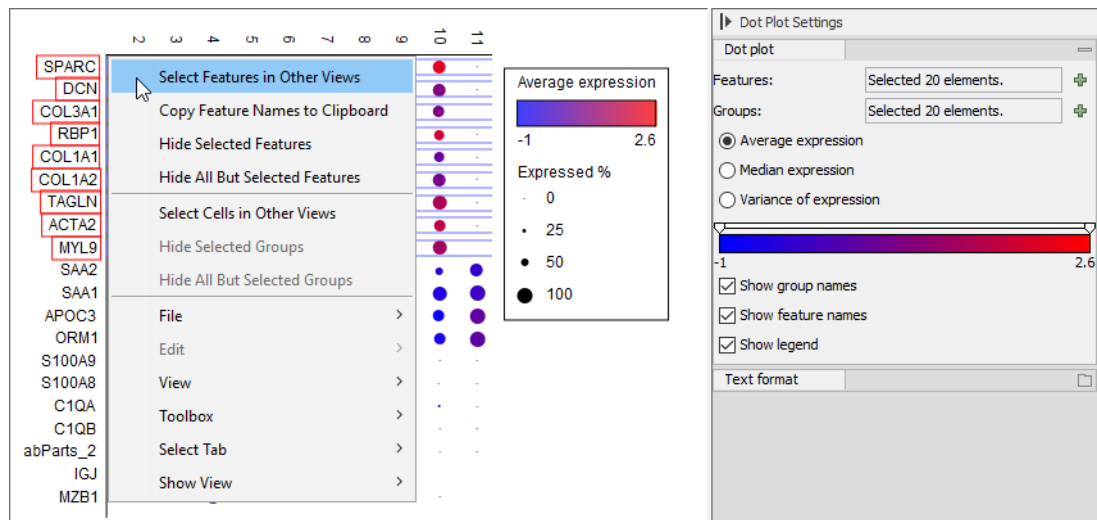 2 3 4 5 6 7 8 9 10 11
SPARC
DCN
COL3A1
RBP1
COL1A1
COL1A2
TAGLN
ACTA2
MYL9
SAA2
SAA1
APOC3
ORM1
S100A9
S100A8
C1QA
C1QB
abParts_2
IGJ
MZB1
Select Features in Other Views
Copy Feature Names to Clipboard
Hide Selected Features
Hide All But Selected Features
Select Cells in Other Views
Hide Selected Groups
Hide All But Selected Groups
File
Edit
View
Toolbox
Select Tab
Show View
Average expression
-1 2.6
Expressed %
0
25
50
100
Dot Plot Settings
Dot plot
Features: Selected 20 elements.
Groups: Selected 20 elements.
Average expression
Median expression
Variance of expression
-1 2.6
Show group names
Show feature names
Show legend
Text format